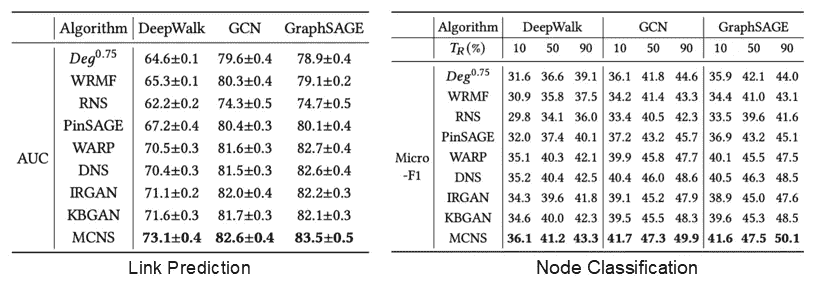 Algorithm DeepWalk GCN GraphSAGE
Deg^0.75 64.6±0.1 79.6±0.4 78.9±0.4
WRMF 65.3±0.1 80.3±0.4 79.1±0.2
RNS 62.2±0.2 74.3±0.5 74.7±0.5
PinSAGE 67.2±0.4 80.4±0.3 80.1±0.4
AUC WARP 70.5±0.3 81.6±0.3 82.7±0.4
DNS 70.4±0.3 81.5±0.3 82.6±0.4
IRGAN 71.1±0.2 82.0±0.4 82.2±0.3
KBGAN 71.6±0.3 81.7±0.3 82.1±0.3
MCNS 73.1±0.4 82.6±0.4 83.5±0.5
Link Prediction
Algorithm DeepWalk GCN GraphSAGE
T_R(%) 10 50 90 10 50 90 10 50 90
Deg^0.75 31.6 36.6 39.1 36.1 41.8 44.6 35.9 42.1 44.0
WRMF 30.9 35.8 37.5 34.2 41.4 43.3 34.4 41.0 43.1
RNS 29.8 34.1 36.0 33.4 40.5 42.3 33.5 39.6 41.6
PinSAGE 32.0 37.4 40.1 37.2 43.2 45.7 36.9 43.2 45.1
Micro WARP 35.1 40.3 42.1 39.9 45.8 47.7 40.1 45.5 47.5
-F1 DNS 35.2 40.4 42.5 40.4 46.0 48.6 40.5 46.3 48.5
IRGAN 34.3 39.6 41.8 39.1 45.2 47.9 38.9 45.0 47.6
KBGAN 34.6 40.0 42.3 39.5 45.5 48.3 39.6 45.3 48.5
MCNS 36.1 41.2 43.3 41.7 47.3 49.9 41.6 47.5 50.1
Node Classification